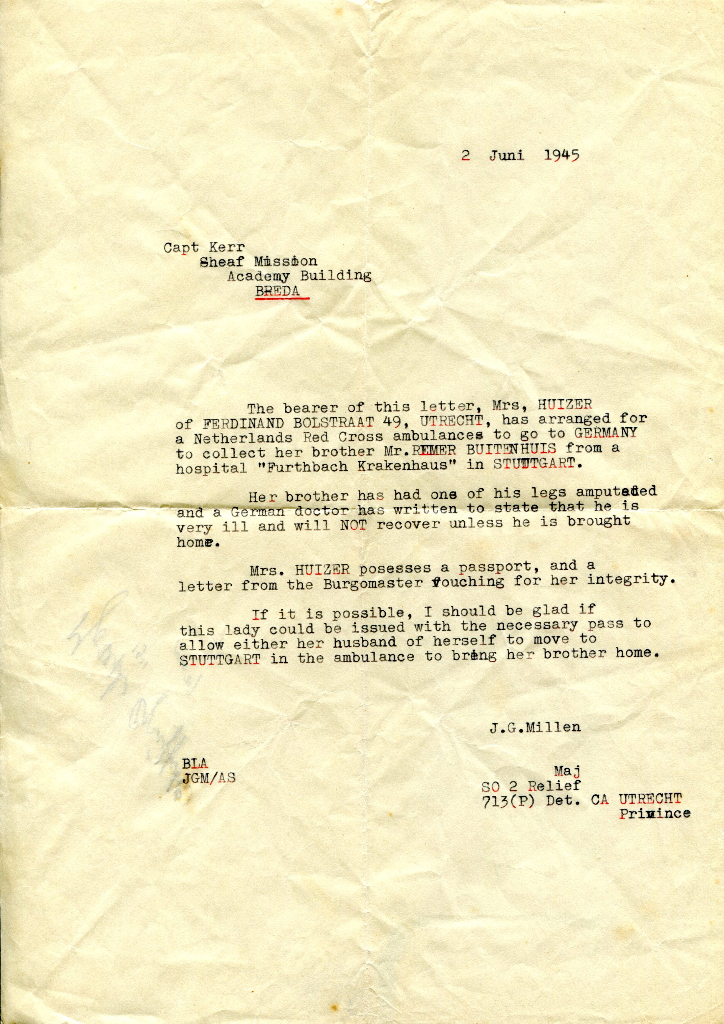 2 Juni 1945
Capt Kerr
Sheaf Mission
Academy Building
BREDA
The bearer of this letter, Mrs, HUIZER
of FERDINAND BOLSTRAAT 49, UTRECHT, has arranged for
a Netherlands Red Cross ambulances to go to GERMANY
to collect her brother Mr.REMER BUITENHUIS from a
hospital "Furthbach Krakenhaus" in STUTTGART.
Her brother has had one of his legs amputated
and a German doctor has written to state that he is
very ill and will NOT recover unless he is brought
home.
Mrs. HUIZER posesses a passport, and a
letter from the Burgomaster vouching for her integrity.
If it is possible, I should be glad if
this lady could be issued with the necessary pass to
allow either her husband of herself to move to
STUTTGART in the ambulance to bring her brother home.
J.G.Millen
BLA
JGM/AS
Maj
SO 2 Relief
713(P) Det. CA UTRECHT
Privince